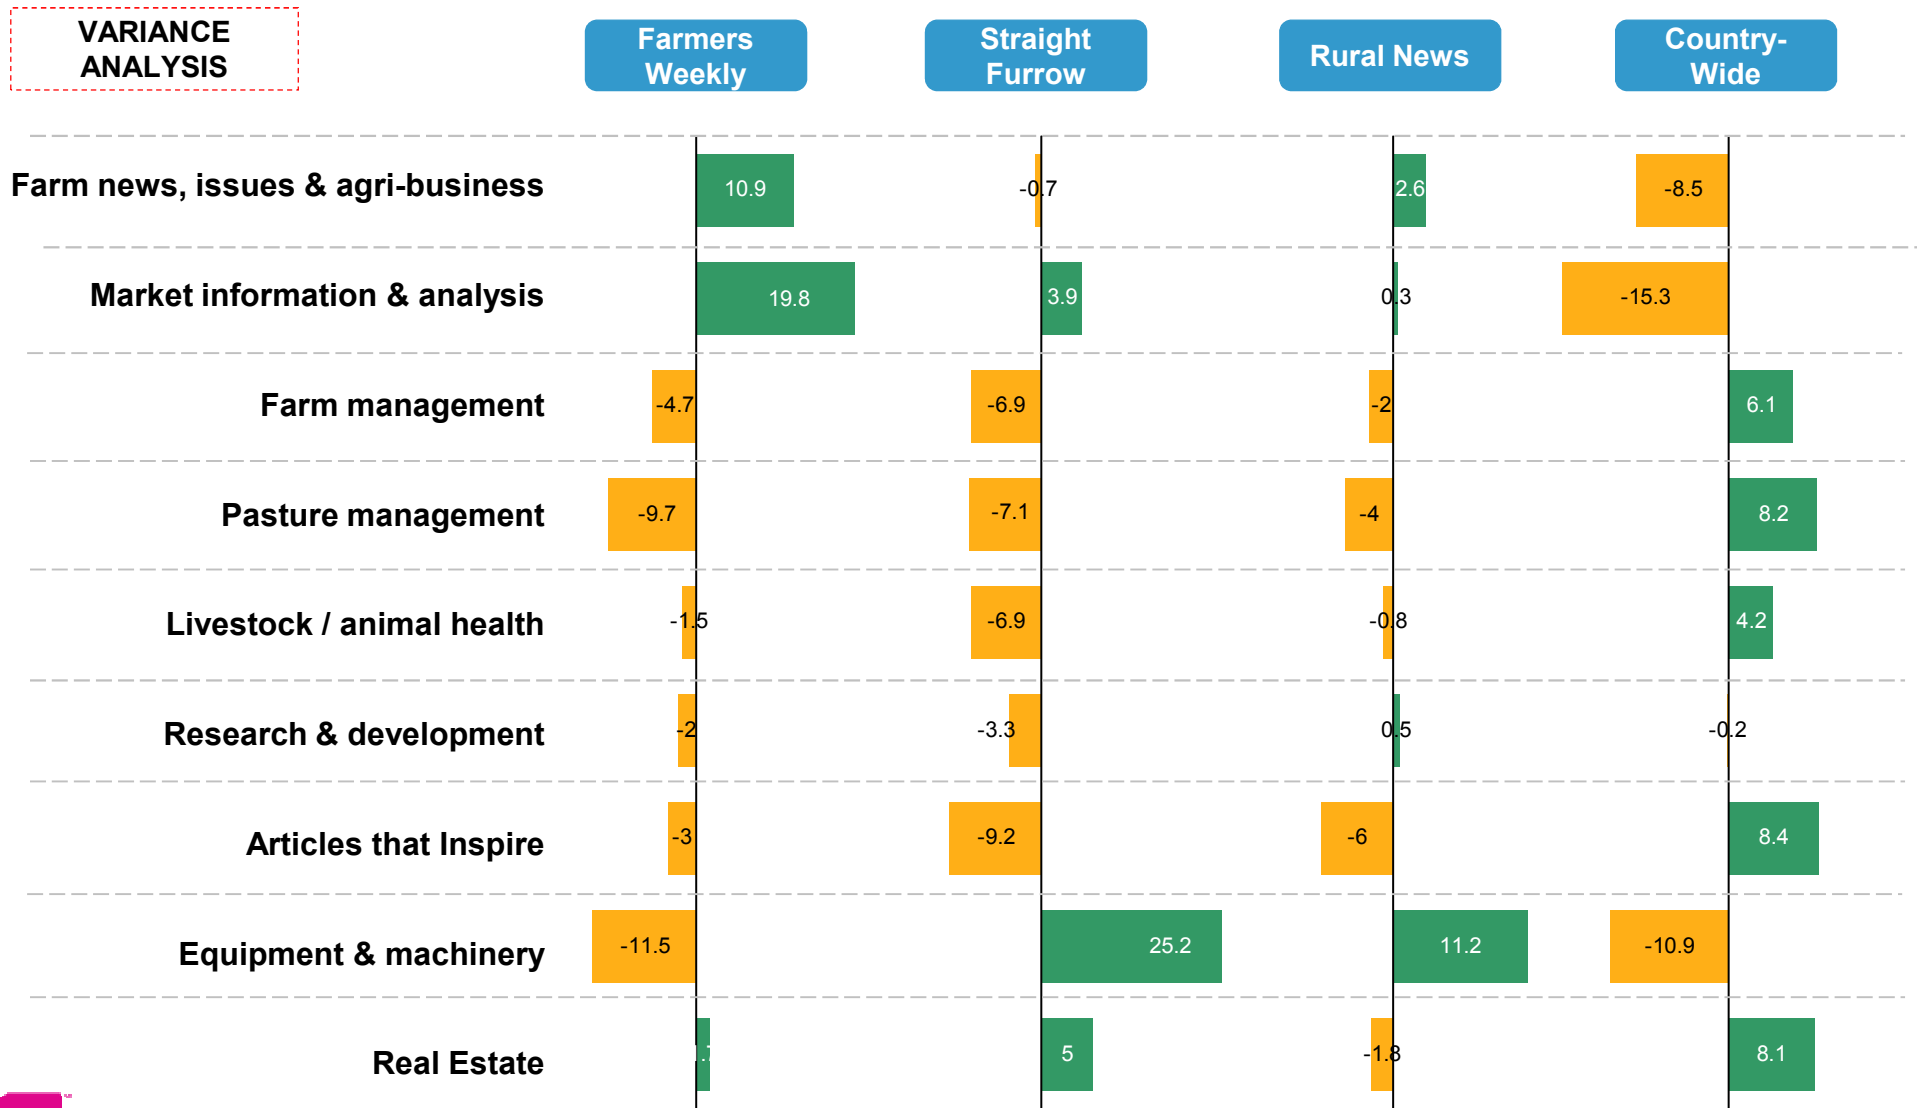 VARIANCE
ANALYSIS
Farmers
Weekly
Straight
Furrow
Rural News
Country-
Wide
Farm news, issues & agri-business 10.9 -0.7 2.6 -8.5
Market information & analysis 19.8 3.9 0.3 -15.3
Farm management -4.7 -6.9 -2 6.1
Pasture management -9.7 -7.1 -4 8.2
Livestock / animal health -1.5 -6.9 -0.8 4.2
Research & development -2 -3.3 0.5 -0.2
Articles that Inspire -3 -9.2 -6 8.4
Equipment & machinery -11.5 25.2 11.2 -10.9
Real Estate 5 -1.8 8.1